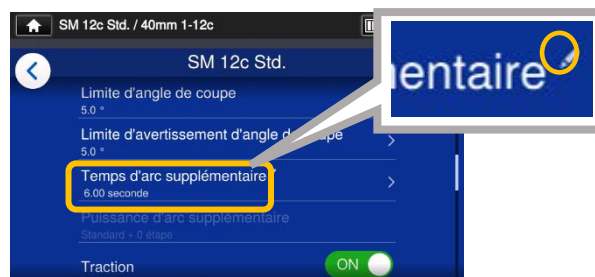 SM 12c Std. / 40mm 1-12c
SM 12c Std.
entaire
Limite d'angle de coupe
5.0 °
Limite d'avertissement d'angle de coupe
5.0 °
Temps d'arc supplémentaire
6.00 seconde
Puissance d'arc supplémentaire
Standard + 0 étape
Traction
ON